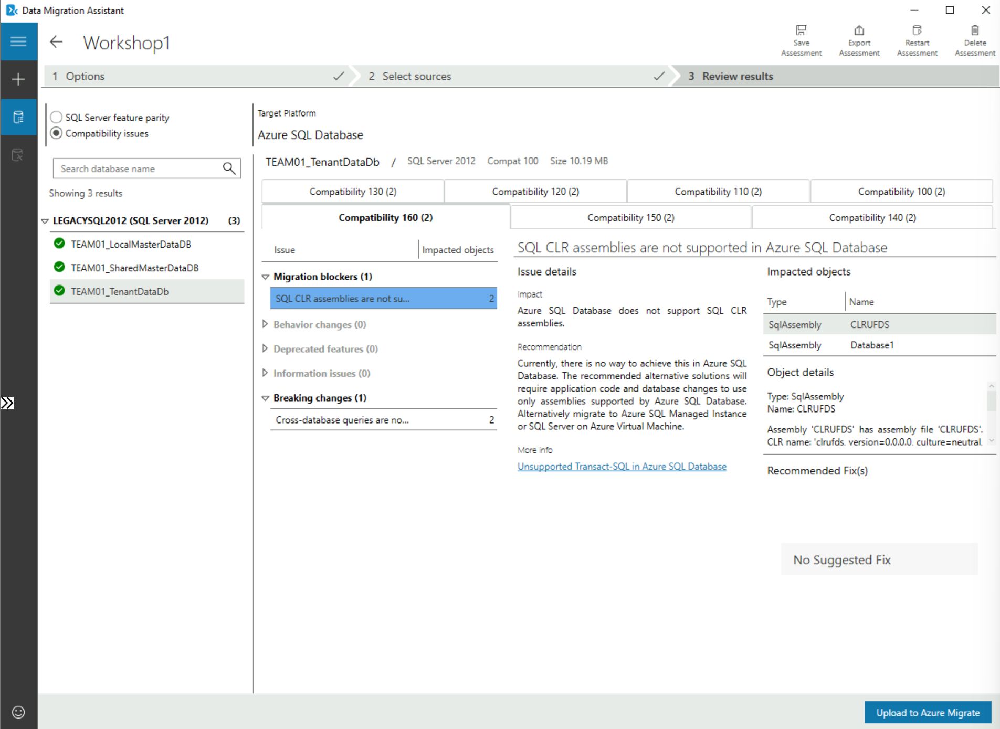 Data Migration Assistant
Workshop1
Save Assessment
Export Assessment
Restart Assessment
Delete Assessment
1 Options
2 Select sources
3 Review results
SQL Server feature parity
Compatibility issues
Search database name
Showing 3 results
LEGACYSQL2012 (SQL Server 2012) (3)
TEAM01_LocalMasterDataDB
TEAM01_SharedMasterDataDB
TEAM01_TenantDataDb
Target Platform
Azure SQL Database
TEAM01_TenantDataDb / SQL Server 2012 Compat 100 Size 10.19 MB
Compatibility 130 (2)
Compatibility 120 (2)
Compatibility 110 (2)
Compatibility 100 (2)
Compatibility 160 (2)
Compatibility 150 (2)
Compatibility 140 (2)
Issue Impacted objects
Migration blockers (1)
SQL CLR assemblies are not su... 2
Behavior changes (0)
Deprecated features (0)
Information issues (0)
Breaking changes (1)
Cross-database queries are no... 2
SQL CLR assemblies are not supported in Azure SQL Database
Issue details
Impact
Azure SQL Database does not support SQL CLR
assemblies.
Recommendation
Currently, there is no way to achieve this in Azure SQL
Database. The recommended alternative solutions will
require application code and database changes to use
only assemblies supported by Azure SQL Database.
Alternatively migrate to Azure SQL Managed Instance
or SQL Server on Azure Virtual Machine.
More info
Unsupported Transact-SQL in Azure SQL Database
Impacted objects
Type Name
SqlAssembly CLRUFDS
SqlAssembly Database1
Object details
Type: SqlAssembly
Name: CLRUFDS
Assembly 'CLRUFDS' has assembly file 'CLRUFDS'.
CLR name: 'clrufds, version=0.0.0.0, culture=neutral,
Recommended Fix(s)
No Suggested Fix
Upload to Azure Migrate